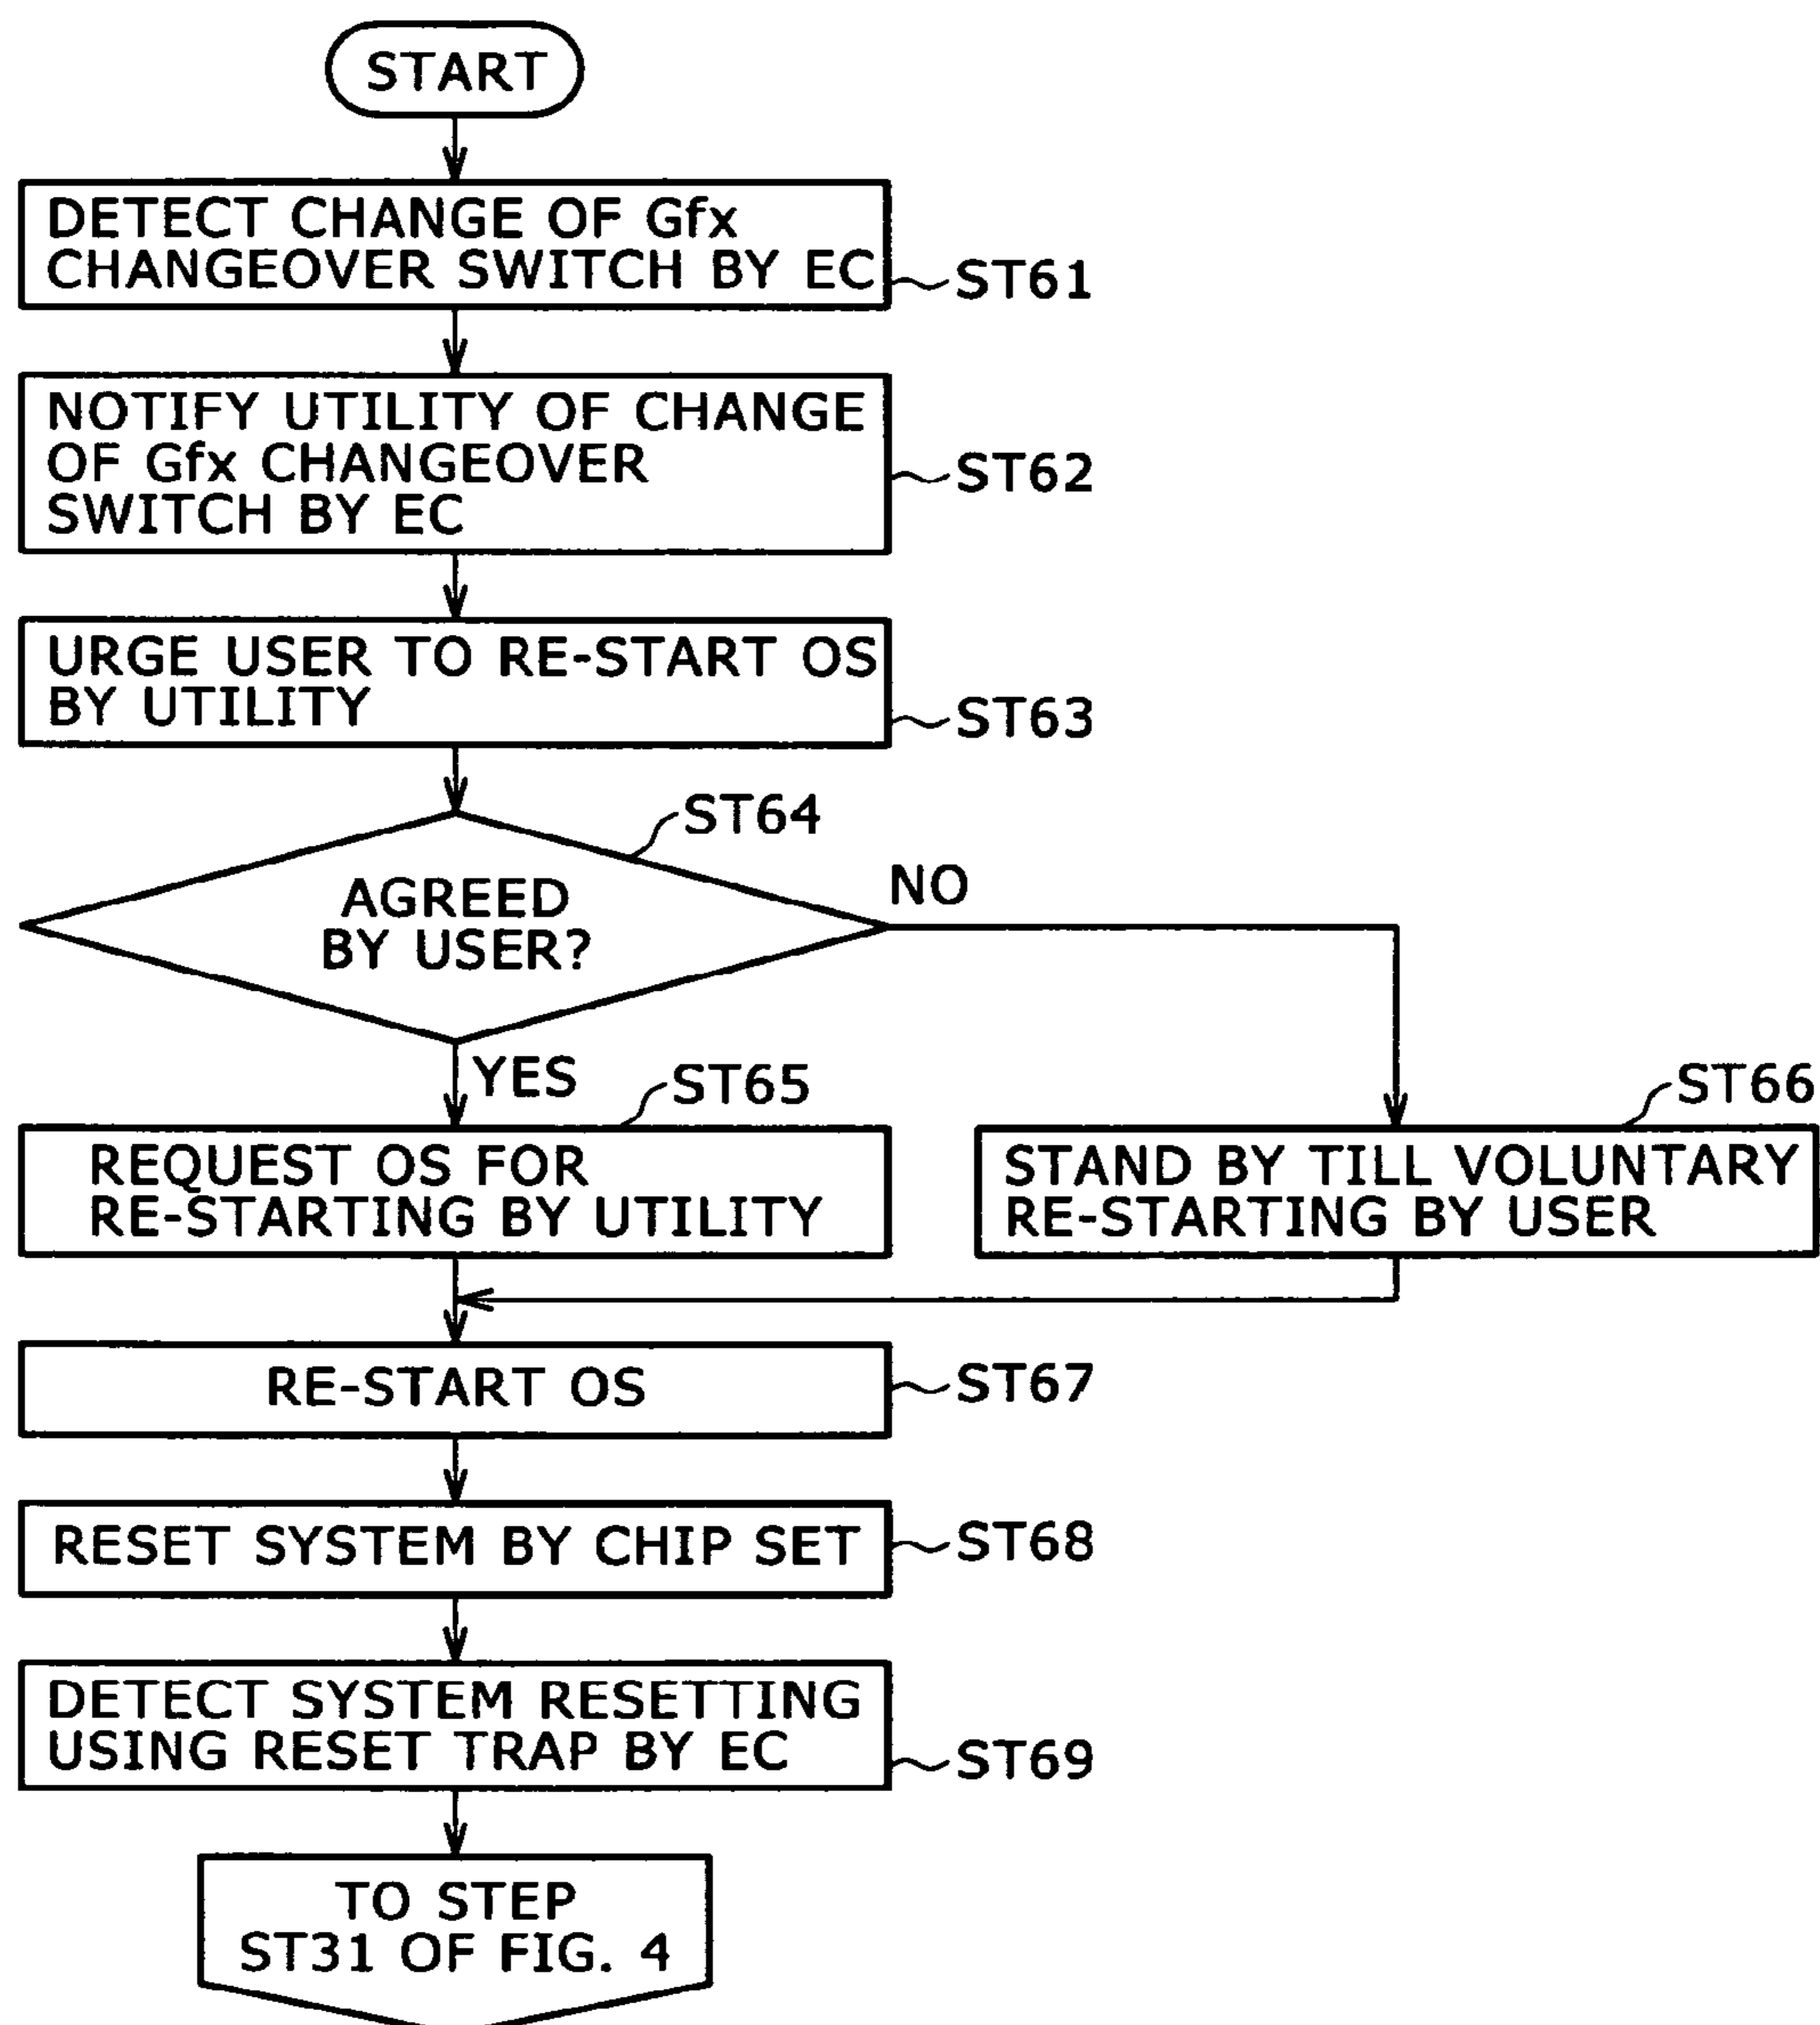 START
DETECT CHANGE OF Gfx
CHANGEOVER SWITCH BY EC
ST61
NOTIFY UTILITY OF CHANGE
OF Gfx CHANGEOVER
SWITCH BY EC
ST62
URGE USER TO RE-START OS
BY UTILITY
ST63
ST64
AGREED
BY USER?
NO
YES
ST65
REQUEST OS FOR
RE-STARTING BY UTILITY
ST66
STAND BY TILL VOLUNTARY
RE-STARTING BY USER
RE-START OS
ST67
RESET SYSTEM BY CHIP SET
ST68
DETECT SYSTEM RESETTING
USING RESET TRAP BY EC
ST69
TO STEP
ST31 OF FIG. 4